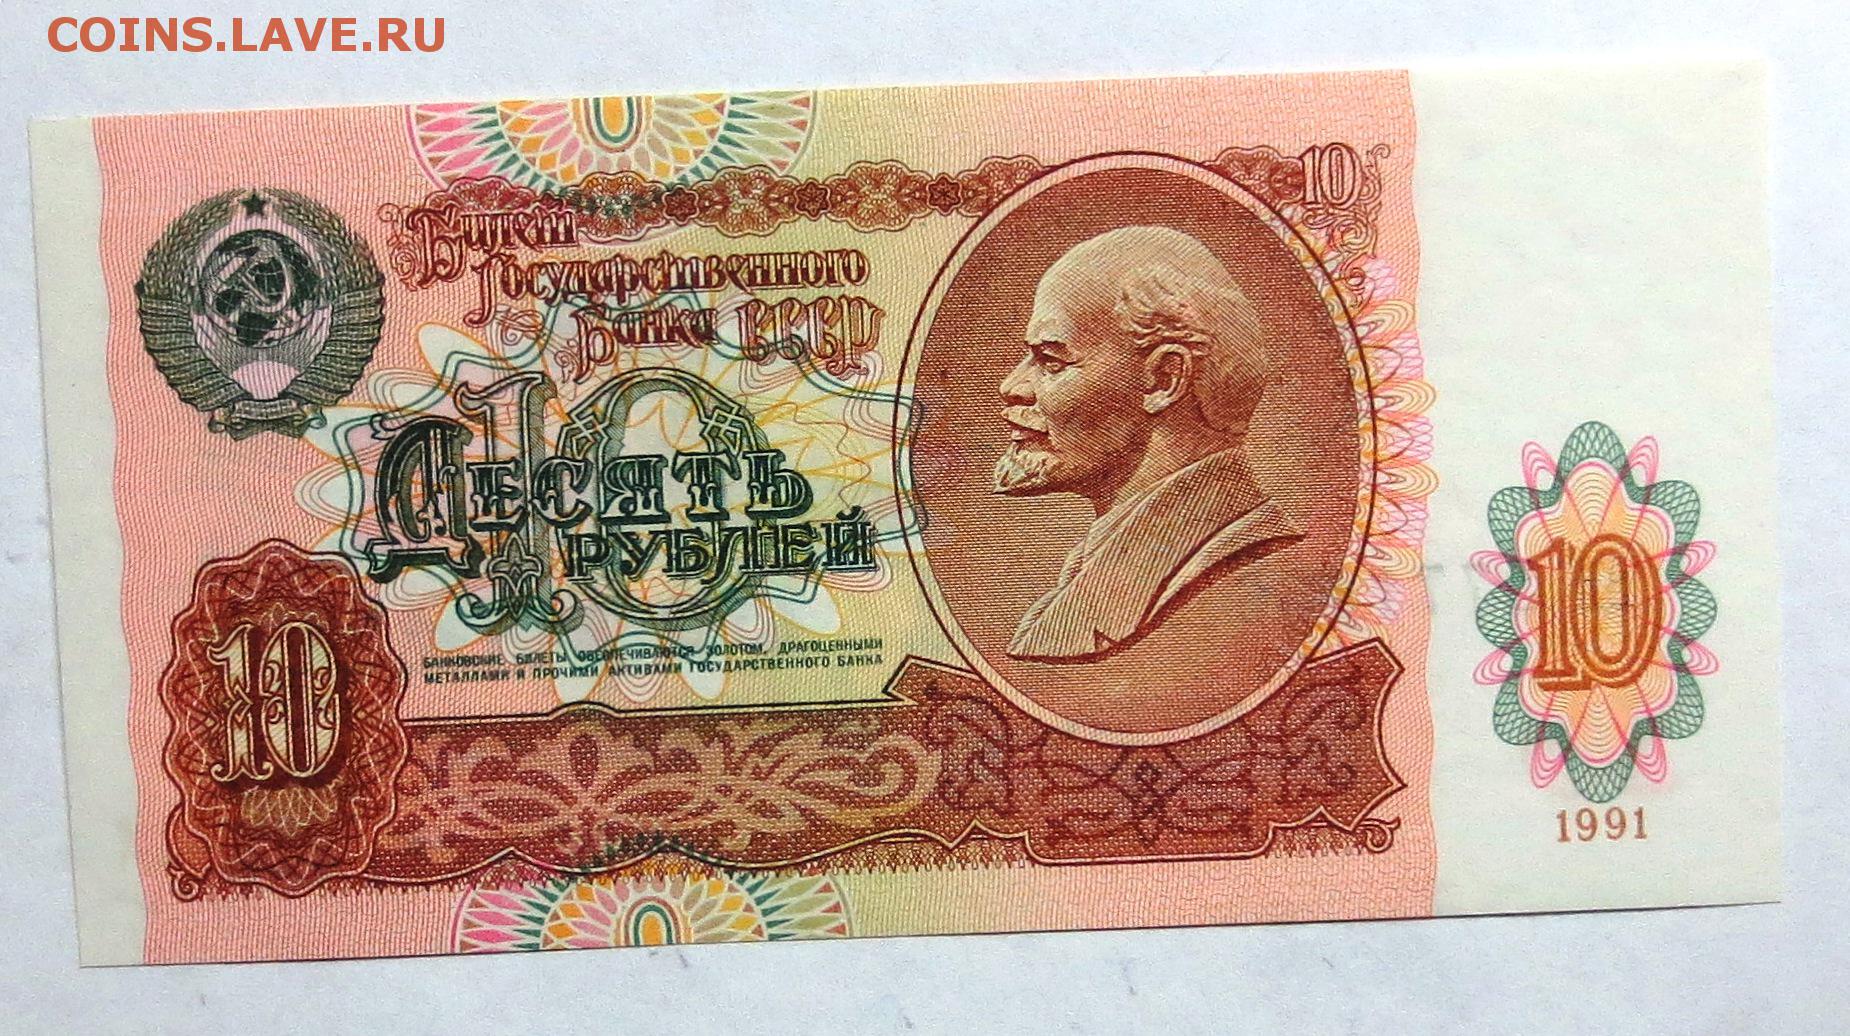 COINS.LAVE.RU
10
Билет
Государственного
Банка СССР
10
Десять
рублей
БАНКОВСКИЕ БИЛЕТЫ ОБЕСПЕЧИВАЮТСЯ ЗОЛОТОМ, ДРАГОЦЕННЫМИ
МЕТАЛЛАМИ И ПРОЧИМИ АКТИВАМИ ГОСУДАРСТВЕННОГО БАНКА
10
10
1991